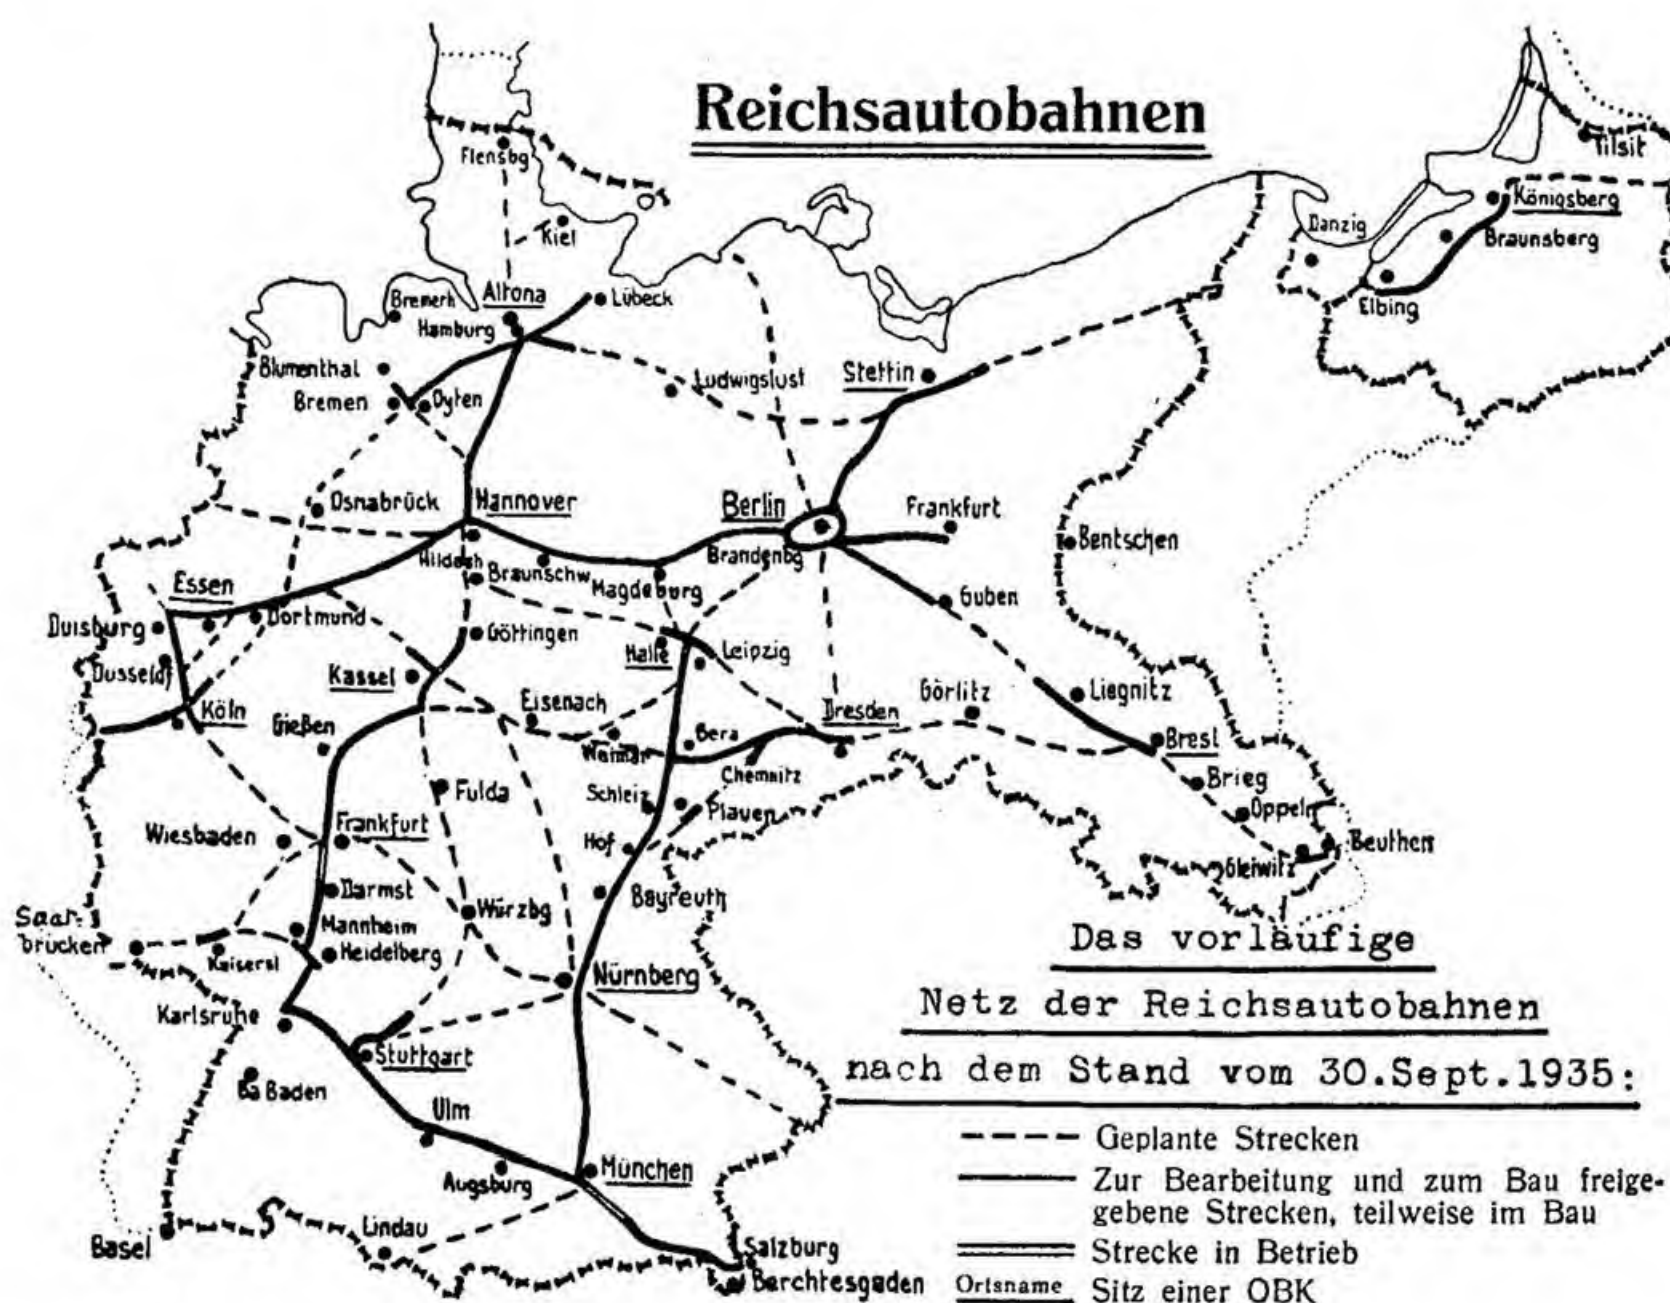 Reichsautobahnen
Flensbg
Kiel
Tilsit
Königsberg
Danzig
Braunsberg
Elbing
Bremerh
Altona
Lübeck
Hamburg
Blumenthal
Bremen
Oyten
Ludwigslust
Stettin
Osnabrück
Hannover
Berlin
Frankfurt
Bentschen
Hildesh
Braunschw
Magdeburg
Brandenbg
Guben
Essen
Duisburg
Dortmund
Göttingen
Halle
Leipzig
Düsseldf
Kassel
Köln
Gießen
Eisenach
Weimar
Gera
Görlitz
Liegnitz
Dresden
Bresl
Chemnitz
Brieg
Fulda
Schleiz
Plauen
Oppeln
Wiesbaden
Frankfurt
Hof
Gleiwitz
Beuthen
Darmst
Würzbg
Bayreuth
Saar-
brücken
Mannheim
Kaisersl
Heidelberg
Nürnberg
Karlsruhe
Stuttgart
Ba Baden
Ulm
Augsburg
München
Basel
Lindau
Salzburg
Berchtesgaden
Das vorläufige
Netz der Reichsautobahnen
nach dem Stand vom 30.Sept.1935:
Geplante Strecken
Zur Bearbeitung und zum Bau freige-
gebene Strecken, teilweise im Bau
Strecke in Betrieb
Ortsname Sitz einer OBK